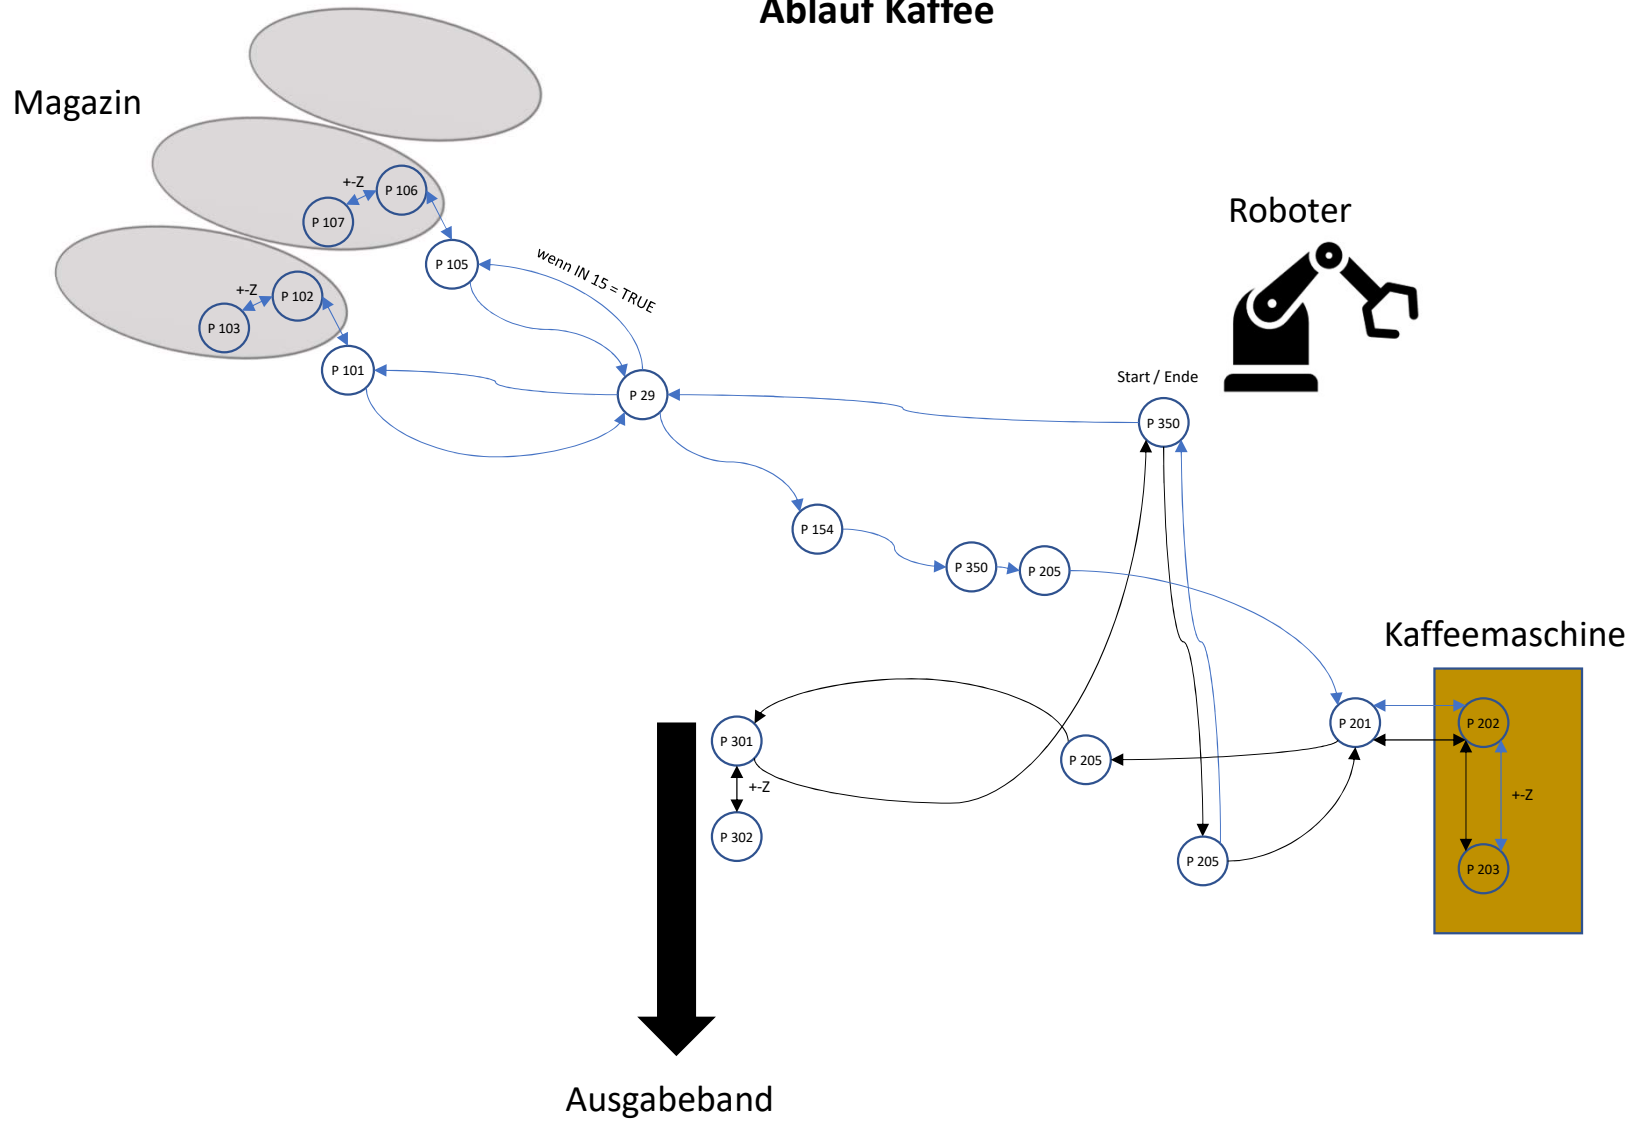 Ablauf Kaffee
Magazin
+-Z
P 106
P 107
Roboter
P 105
wenn IN 15 = TRUE
+-Z
P 102
P 103
P 101
Start / Ende
P 29
P 350
P 154
P 350
P 205
Kaffeemaschine
P 201
P 202
P 301
P 205
+-Z
+-Z
P 302
P 205
P 203
Ausgabeband